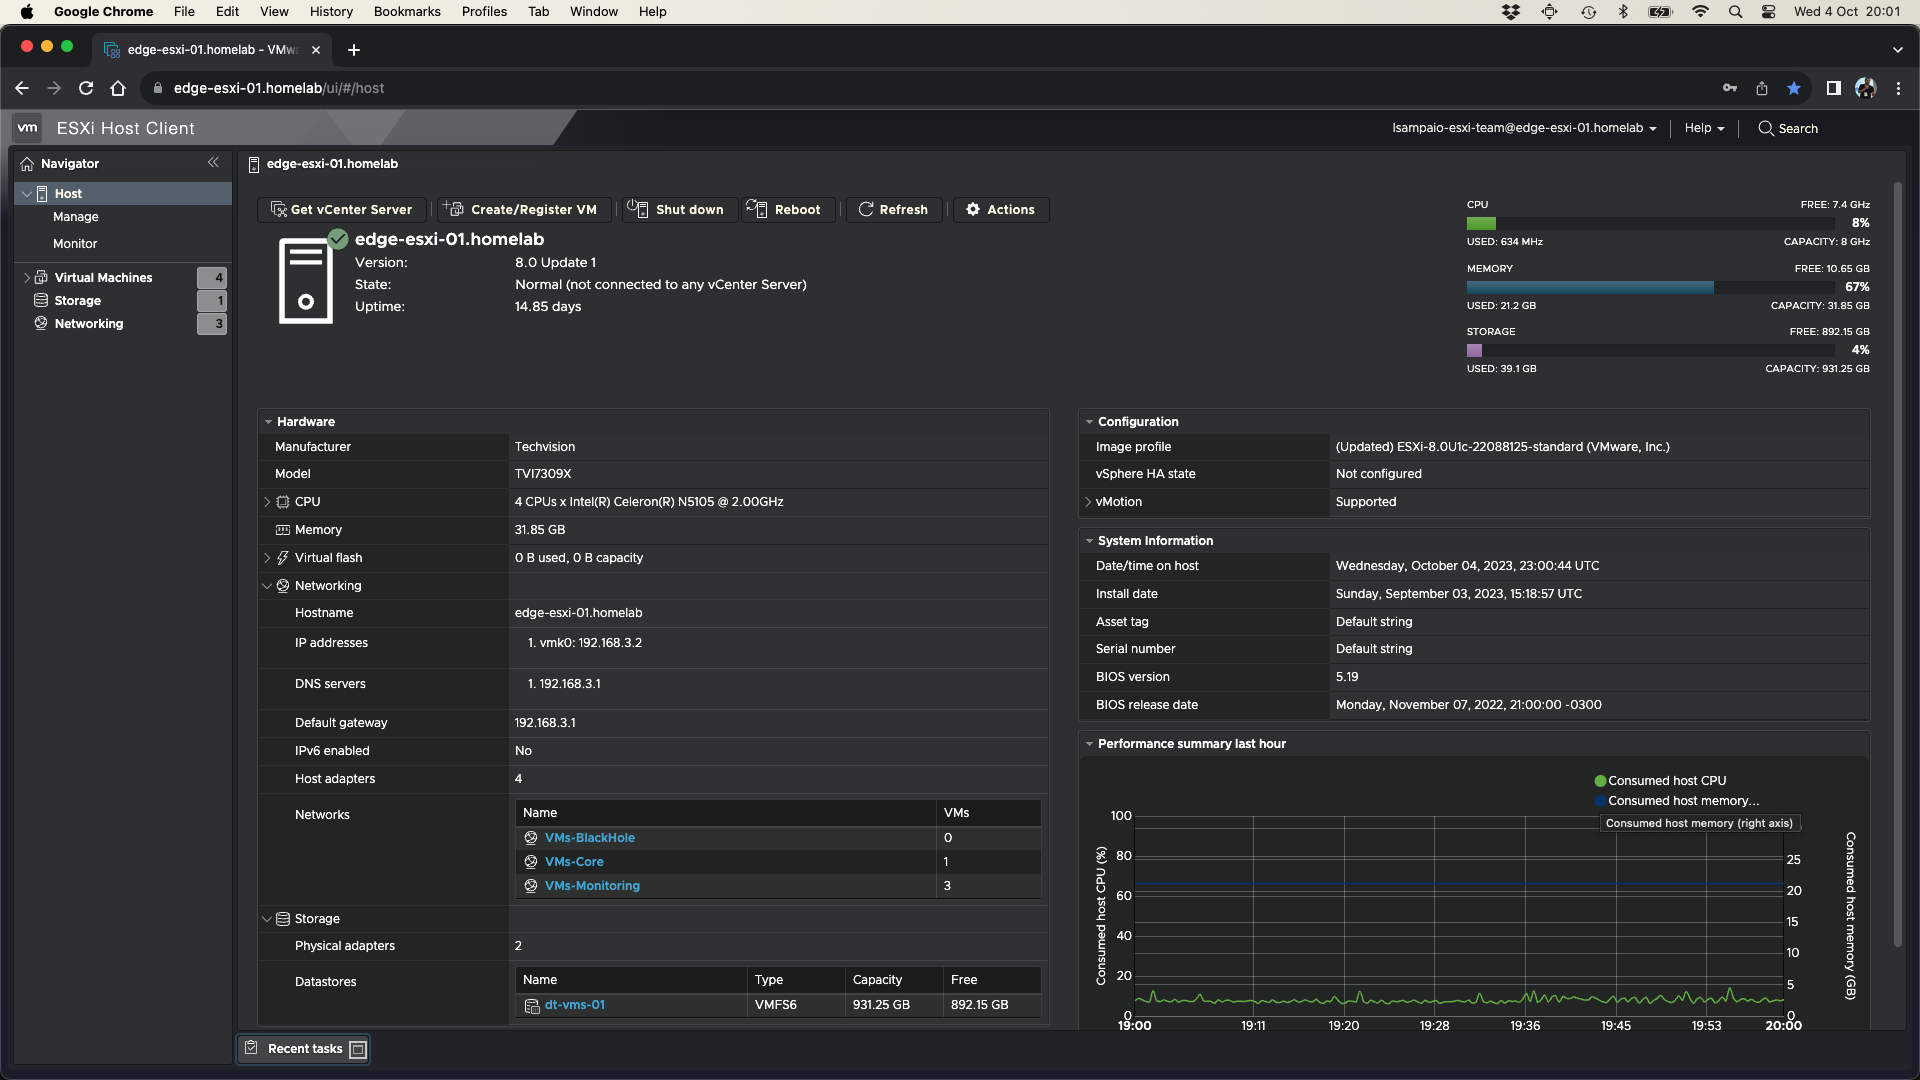 Google Chrome File Edit View History Bookmarks Profiles Tab Window Help Wed 4 Oct 20:01
edge-esxi-01.homelab - VMwa
edge-esxi-01.homelab/ui/#/host
vm ESXi Host Client lsampaio-esxi-team@edge-esxi-01.homelab Help Search
Navigator
Host
Manage
Monitor
Virtual Machines 4
Storage 1
Networking 3
edge-esxi-01.homelab
Get vCenter Server Create/Register VM Shut down Reboot Refresh Actions
edge-esxi-01.homelab
Version: 8.0 Update 1
State: Normal (not connected to any vCenter Server)
Uptime: 14.85 days
CPU FREE: 7.4 GHz
8%
USED: 634 MHz CAPACITY: 8 GHz
MEMORY FREE: 10.65 GB
67%
USED: 21.2 GB CAPACITY: 31.85 GB
STORAGE FREE: 892.15 GB
4%
USED: 39.1 GB CAPACITY: 931.25 GB
Hardware
Manufacturer Techvision
Model TVI7309X
CPU 4 CPUs x Intel(R) Celeron(R) N5105 @ 2.00GHz
Memory 31.85 GB
Virtual flash 0 B used, 0 B capacity
Networking
Hostname edge-esxi-01.homelab
IP addresses 1. vmk0: 192.168.3.2
DNS servers 1. 192.168.3.1
Default gateway 192.168.3.1
IPv6 enabled No
Host adapters 4
Networks
Name VMs
VMs-BlackHole 0
VMs-Core 1
VMs-Monitoring 3
Storage
Physical adapters 2
Datastores
Name Type Capacity Free
dt-vms-01 VMFS6 931.25 GB 892.15 GB
Configuration
Image profile (Updated) ESXi-8.0U1c-22088125-standard (VMware, Inc.)
vSphere HA state Not configured
vMotion Supported
System Information
Date/time on host Wednesday, October 04, 2023, 23:00:44 UTC
Install date Sunday, September 03, 2023, 15:18:57 UTC
Asset tag Default string
Serial number Default string
BIOS version 5.19
BIOS release date Monday, November 07, 2022, 21:00:00 -0300
Performance summary last hour
Consumed host CPU
Consumed host memory...
Consumed host memory (right axis)
Consumed host CPU (%)
100
80
60
40
20
0
Consumed host memory (GB)
25
20
15
10
5
0
19:00 19:11 19:20 19:28 19:36 19:45 19:53 20:00
Recent tasks